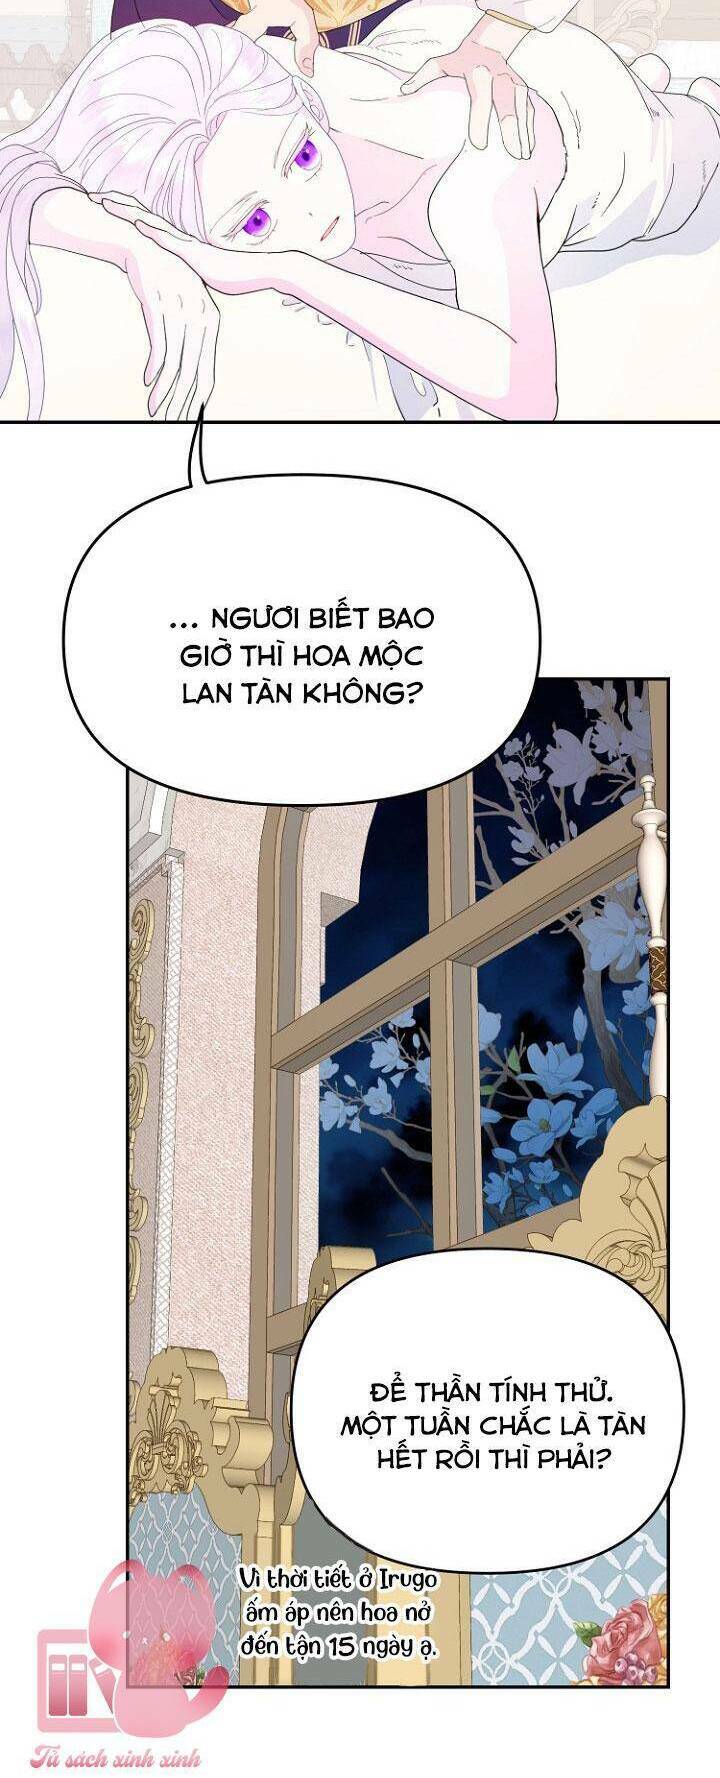 ... NGƯƠI BIẾT BAO
GIỜ THÌ HOA MỘC
LAN TÀN KHÔNG?
ĐỂ THẦN TÍNH THỬ.
MỘT TUẦN CHẮC LÀ TÀN
HẾT RỒI THÌ PHẢI?
Vì thời tiết ở Irugo
ấm áp nên hoa nở
đến tận 15 ngày ạ.
Tủ sách xinh xinh